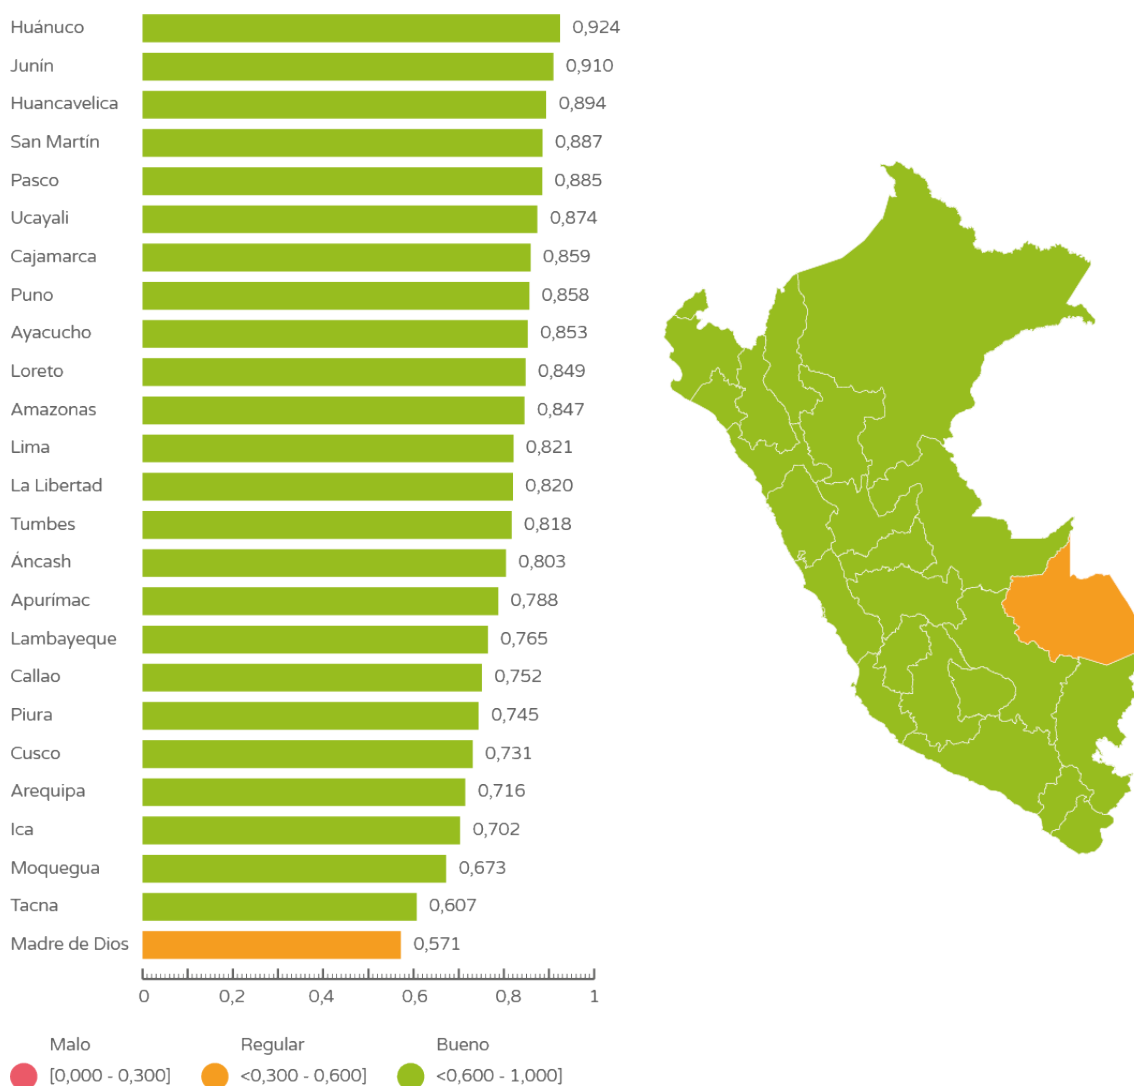 Huánuco 0,924
Junín 0,910
Huancavelica 0,894
San Martín 0,887
Pasco 0,885
Ucayali 0,874
Cajamarca 0,859
Puno 0,858
Ayacucho 0,853
Loreto 0,849
Amazonas 0,847
Lima 0,821
La Libertad 0,820
Tumbes 0,818
Áncash 0,803
Apurímac 0,788
Lambayeque 0,765
Callao 0,752
Piura 0,745
Cusco 0,731
Arequipa 0,716
Ica 0,702
Moquegua 0,673
Tacna 0,607
Madre de Dios 0,571
0 0,2 0,4 0,6 0,8 1
Malo Regular Bueno
[0,000 - 0,300] <0,300 - 0,600] <0,600 - 1,000]